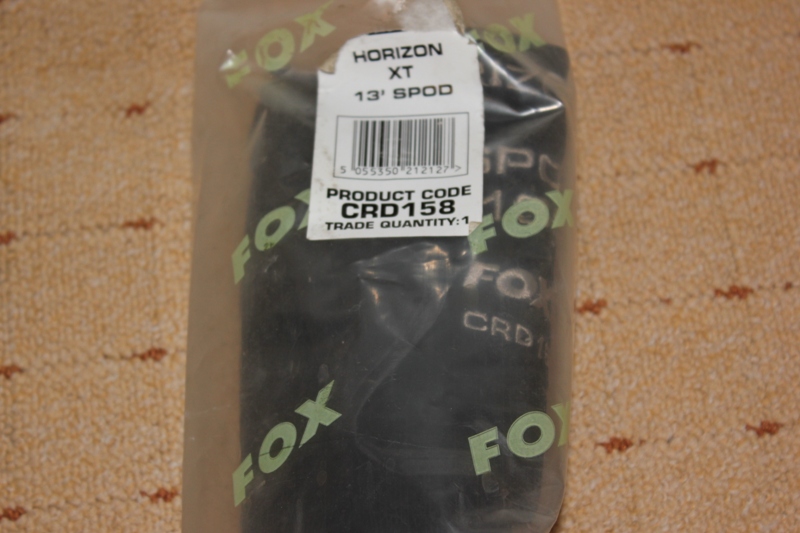 FOX
FOX
HORIZON
XT
13' SPOD
5 055350 212127 >
PRODUCT CODE
CRD158
TRADE QUANTITY:1
FOX
FOX
FOX
FOX
FOX